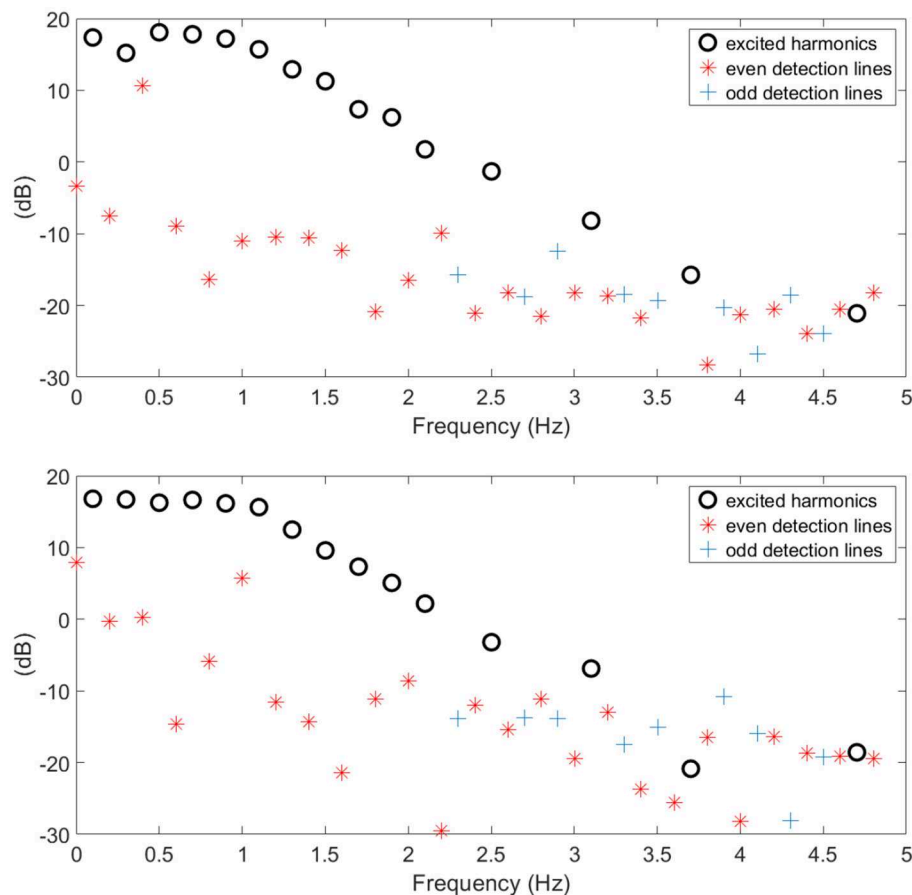 20
10
0
-10
-20
-30
(dB)
excited harmonics
even detection lines
odd detection lines
0 0.5 1 1.5 2 2.5 3 3.5 4 4.5 5
Frequency (Hz)
20
10
0
-10
-20
-30
(dB)
excited harmonics
even detection lines
odd detection lines
0 0.5 1 1.5 2 2.5 3 3.5 4 4.5 5
Frequency (Hz)